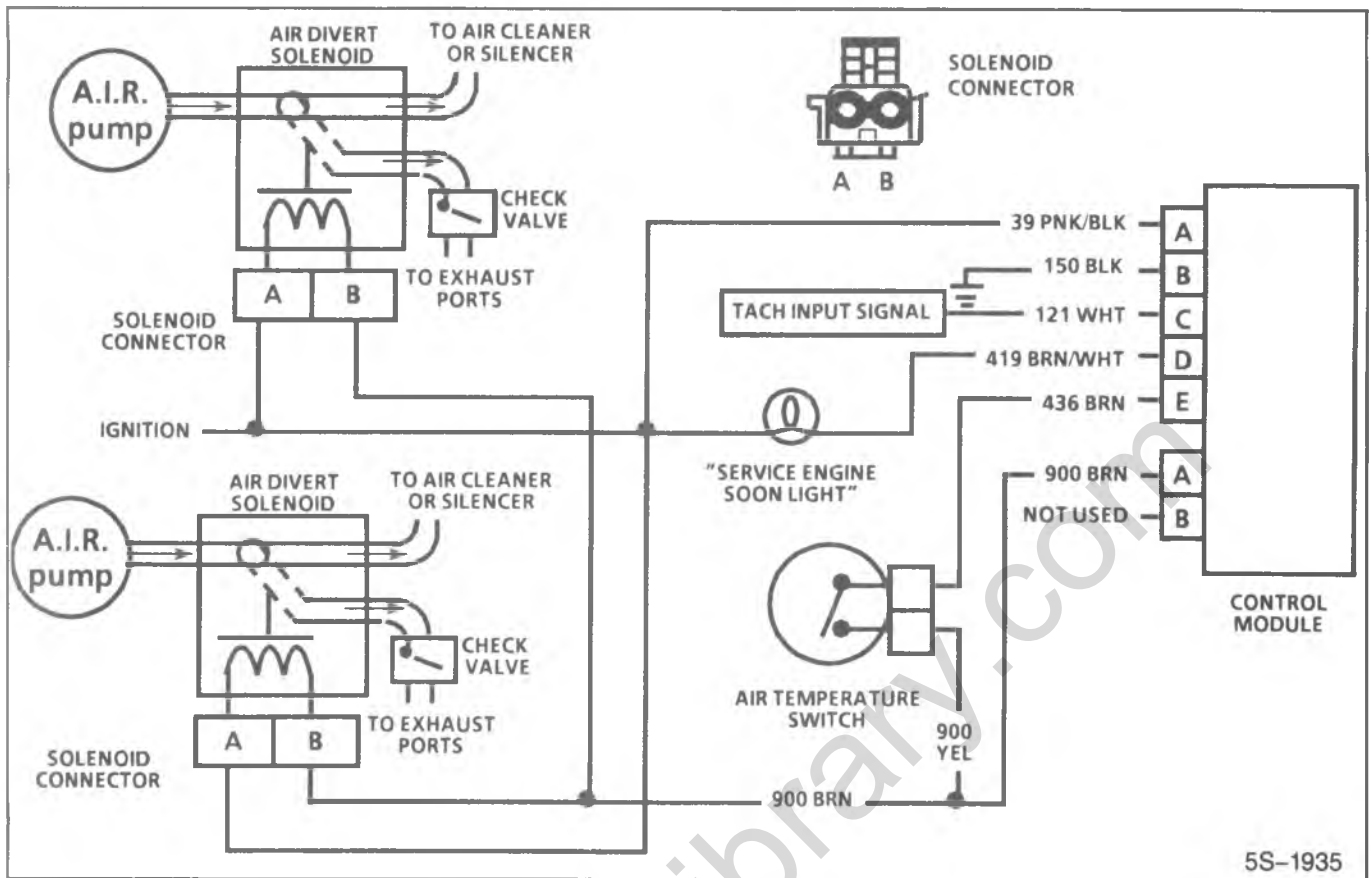 AIR DIVERT
SOLENOID
TO AIR CLEANER
OR SILENCER
A.I.R.
pump
CHECK
VALVE
TO EXHAUST
PORTS
A B
SOLENOID
CONNECTOR
SOLENOID
CONNECTOR
A B
IGNITION
AIR DIVERT
SOLENOID
TO AIR CLEANER
OR SILENCER
A.I.R.
pump
CHECK
VALVE
TO EXHAUST
PORTS
A B
SOLENOID
CONNECTOR
39 PNK/BLK A
150 BLK B
TACH INPUT SIGNAL 121 WHT C
419 BRN/WHT D
436 BRN E
900 BRN A
NOT USED B
"SERVICE ENGINE
SOON LIGHT"
CONTROL
MODULE
AIR TEMPERATURE
SWITCH
900
YEL
900 BRN
5S-1935
library.com